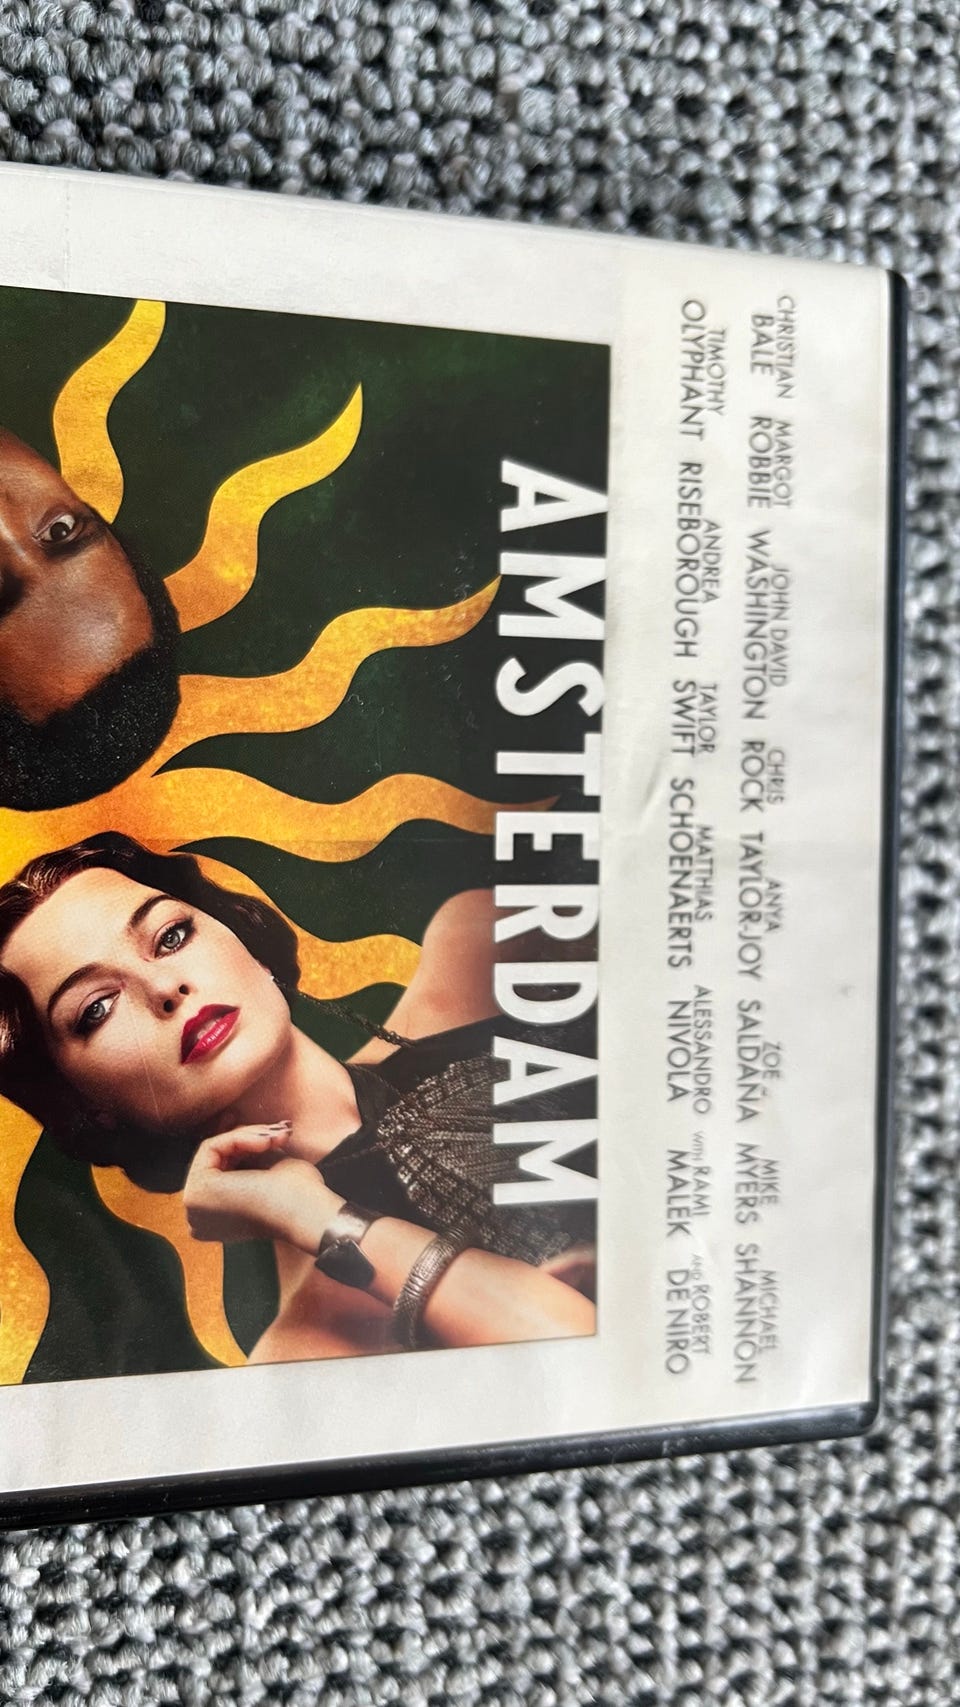 CHRISTIAN MARGOT JOHN DAVID CHRIS ANYA ZOE MIKE MICHAEL
BALE ROBBIE WASHINGTON ROCK TAYLOR-JOY SALDAÑA MYERS SHANNON
TIMOTHY ANDREA TAYLOR MATTHIAS ALESSANDRO WITH RAMI AND ROBERT
OLYPHANT RISEBOROUGH SWIFT SCHOENAERTS NIVOLA MALEK DE NIRO
AMSTERDAM